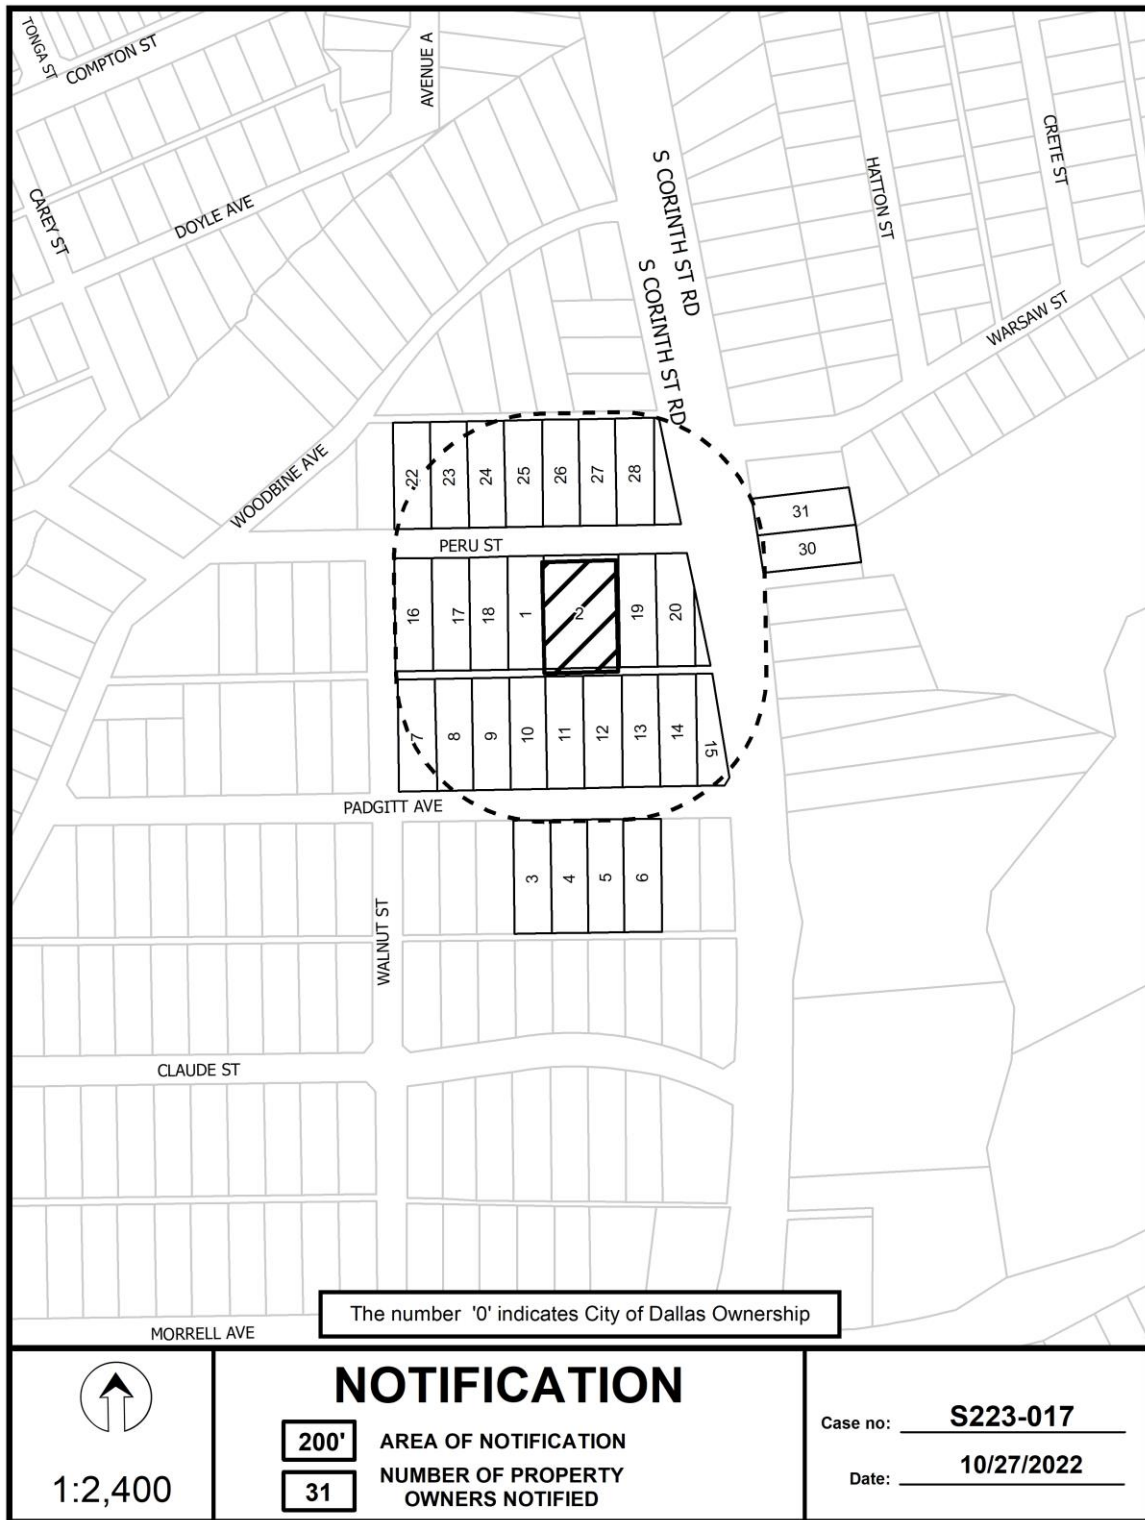 TONGA ST
COMPTON ST
AVENUE A
CAREY ST
DOYLE AVE
S CORINTH ST RD
S CORINTH ST RD
HATTON ST
CRETE ST
WARSAW ST
WOODBINE AVE
22
23
24
25
26
27
28
31
30
PERU ST
16
17
18
1
2
19
20
7
8
9
10
11
12
13
14
15
PADGITT AVE
3
4
5
6
WALNUT ST
CLAUDE ST
MORRELL AVE
The number '0' indicates City of Dallas Ownership
1:2,400
NOTIFICATION
200' AREA OF NOTIFICATION
31 NUMBER OF PROPERTY
OWNERS NOTIFIED
Case no: S223-017
Date: 10/27/2022